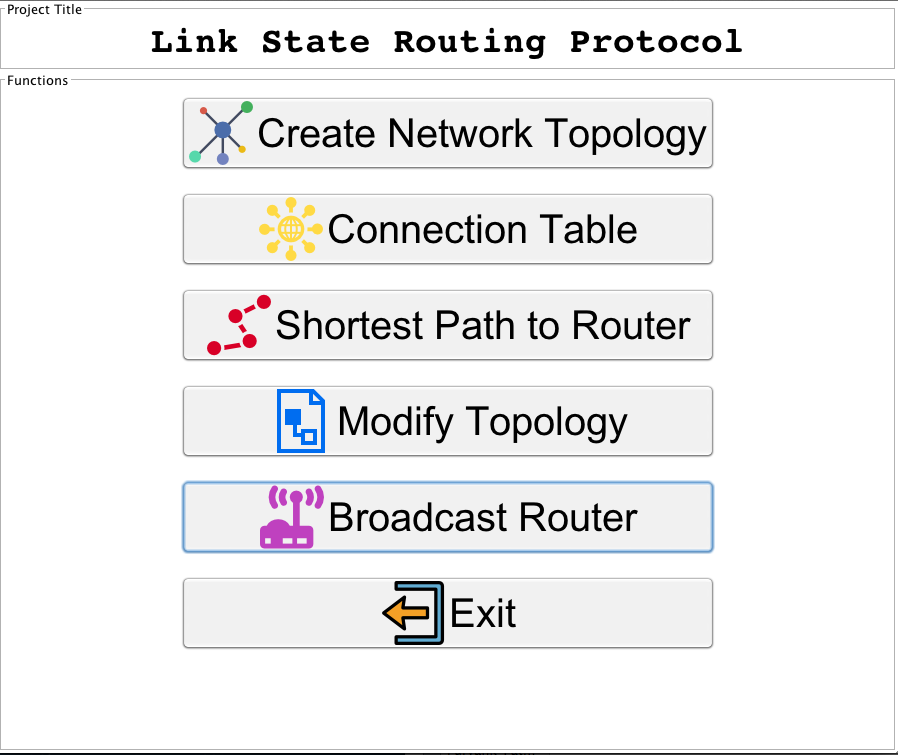 Project Title
Link State Routing Protocol
Functions
Create Network Topology
Connection Table
Shortest Path to Router
Modify Topology
Broadcast Router
Exit